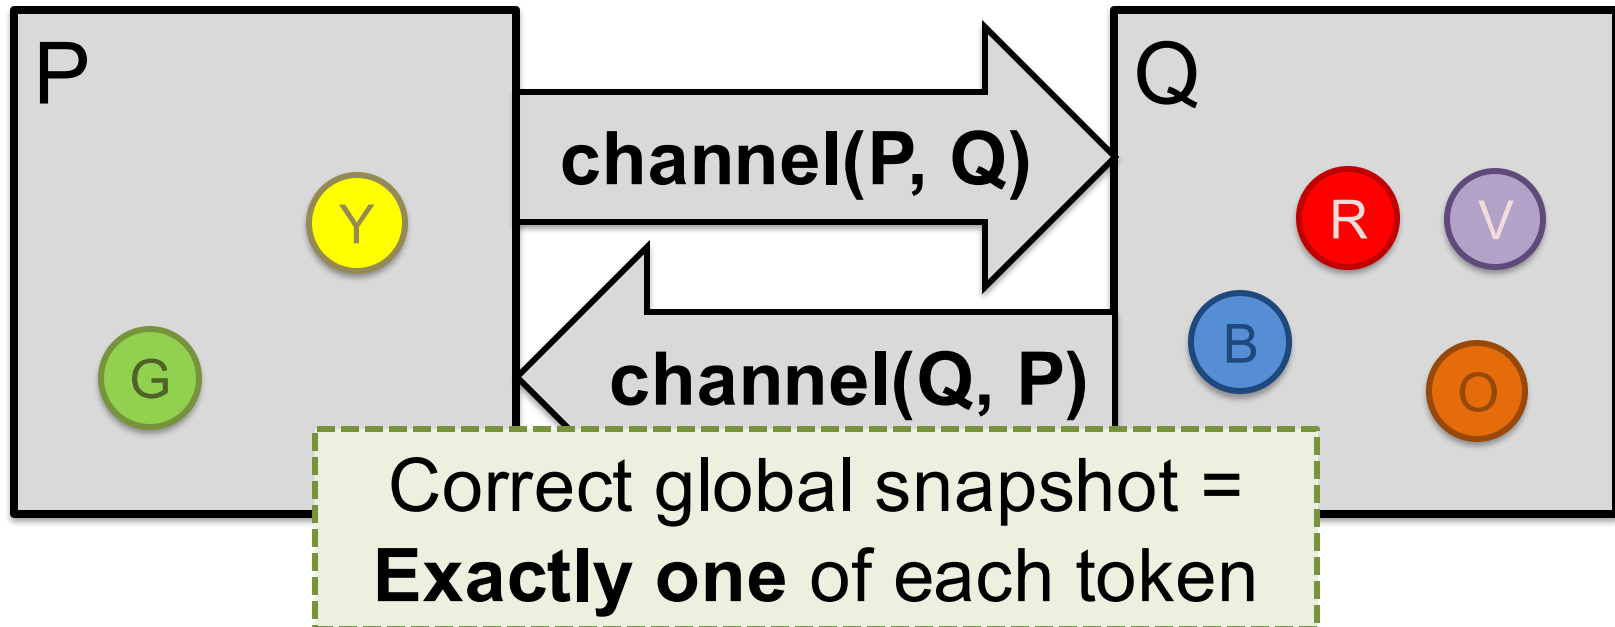 P
Q
channel(P, Q)
Y
R
V
B
G
O
channel(Q, P)
Correct global snapshot =
Exactly one of each token